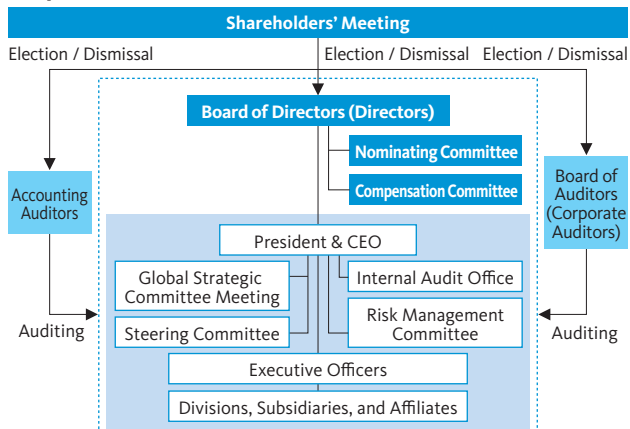 Shareholders' Meeting
Election / Dismissal
Election / Dismissal
Election / Dismissal
Board of Directors (Directors)
Nominating Committee
Compensation Committee
Accounting
Auditors
Board of
Auditors
(Corporate
Auditors)
President & CEO
Global Strategic
Committee Meeting
Internal Audit Office
Steering Committee
Risk Management
Committee
Auditing
Auditing
Executive Officers
Divisions, Subsidiaries, and Affiliates